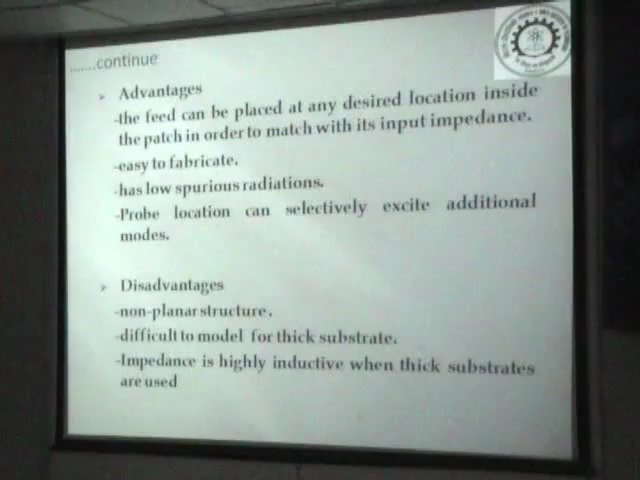 .......continue
Advantages
-the feed can be placed at any desired location inside
the patch in order to match with its input impedance.
-easy to fabricate.
-has low spurious radiations.
-Probe location can selectively excite additional
modes.
Disadvantages
-non-planar structure.
-difficult to model for thick substrate.
-Impedance is highly inductive when thick substrates
are used